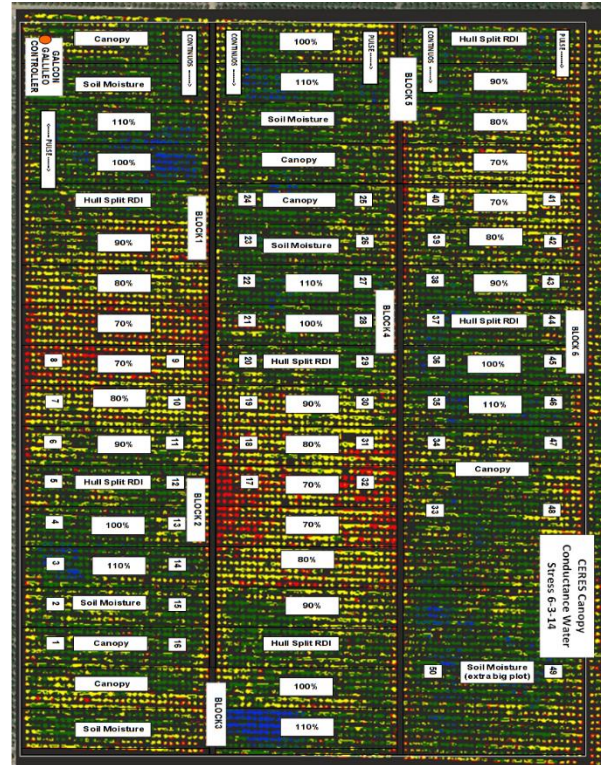 GALCON
GALLILEO
CONTROLLER
Canopy
CONTINUOS ---->
Soil Moisture
110%
<---- PULSE
100%
Hull Split RDI
BLOCK 1
90%
80%
70%
8
70%
9
7
80%
10
6
90%
11
5
Hull Split RDI
12
BLOCK 2
4
100%
13
3
110%
14
2
Soil Moisture
15
1
Canopy
16
Canopy
Soil Moisture
BLOCK3
CONTINUOS ---->
100%
PULSE---->
110%
Soil Moisture
Canopy
24
Canopy
25
23
Soil Moisture
26
22
110%
27
21
100%
28
BLOCK 4
20
Hull Split RDI
29
19
90%
30
18
80%
31
17
70%
32
70%
80%
90%
Hull Split RDI
100%
110%
BLOCK 5
CONTINUOS ---->
Hull Split RDI
PULSE---->
90%
80%
70%
40
70%
41
39
80%
42
38
90%
43
37
Hull Split RDI
44
BLOCK 6
36
100%
45
35
110%
46
34
47
Canopy
33
48
CERES Canopy
Conductance Water
Stress 6-3-14
50
Soil Moisture
(extra big plot)
49